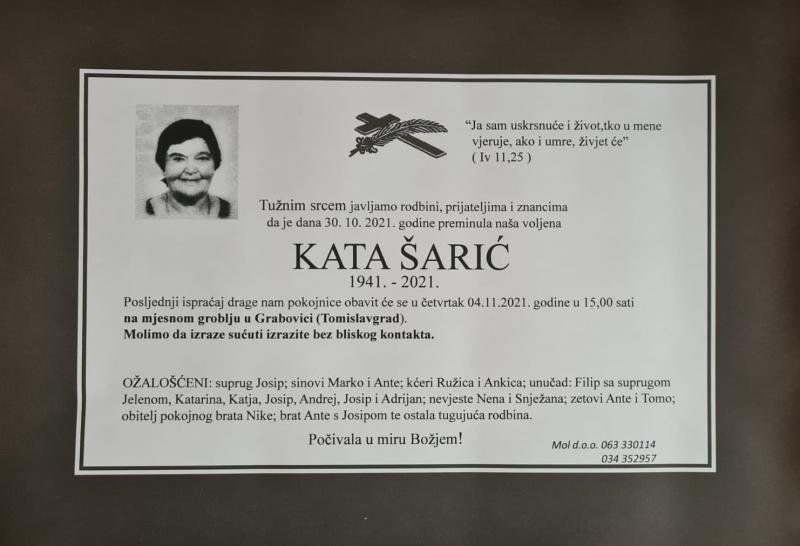 “Ja sam uskrsnuće i život,tko u mene
vjeruje, ako i umre, živjet će”
( Iv 11,25 )
Tužnim srcem javljamo rodbini, prijateljima i znancima
da je dana 30. 10. 2021. godine preminula naša voljena
KATA ŠARIĆ
1941. - 2021.
Posljednji ispraćaj drage nam pokojnice obavit će se u četvrtak 04.11.2021. godine u 15,00 sati
na mjesnom groblju u Grabovici (Tomislavgrad).
Molimo da izraze sućuti izrazite bez bliskog kontakta.
OŽALOŠĆENI: suprug Josip; sinovi Marko i Ante; kćeri Ružica i Ankica; unučad: Filip sa suprugom
Jelenom, Katarina, Katja, Josip, Andrej, Josip i Adrijan; nevjeste Nena i Snježana; zetovi Ante i Tomo;
obitelj pokojnog brata Nike; brat Ante s Josipom te ostala tugujuća rodbina.
Počivala u miru Božjem!
Mol d.o.o. 063 330114
034 352957